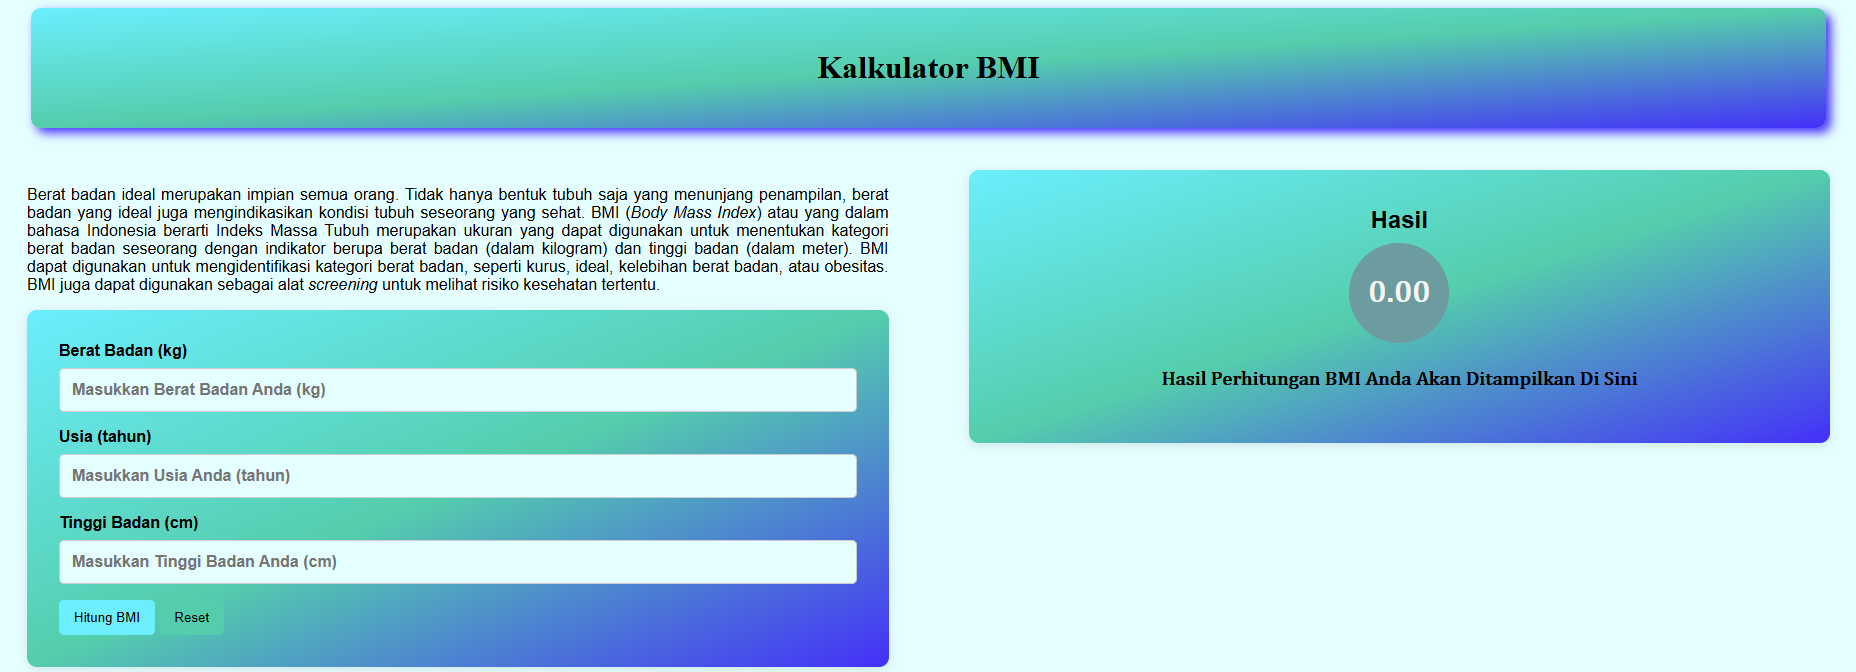 Kalkulator BMI
Berat badan ideal merupakan impian semua orang. Tidak hanya bentuk tubuh saja yang menunjang penampilan, berat
badan yang ideal juga mengindikasikan kondisi tubuh seseorang yang sehat. BMI (Body Mass Index) atau yang dalam
bahasa Indonesia berarti Indeks Massa Tubuh merupakan ukuran yang dapat digunakan untuk menentukan kategori
berat badan seseorang dengan indikator berupa berat badan (dalam kilogram) dan tinggi badan (dalam meter). BMI
dapat digunakan untuk mengidentifikasi kategori berat badan, seperti kurus, ideal, kelebihan berat badan, atau obesitas.
BMI juga dapat digunakan sebagai alat screening untuk melihat risiko kesehatan tertentu.
Berat Badan (kg)
Masukkan Berat Badan Anda (kg)
Usia (tahun)
Masukkan Usia Anda (tahun)
Tinggi Badan (cm)
Masukkan Tinggi Badan Anda (cm)
Hitung BMI Reset
Hasil
0.00
Hasil Perhitungan BMI Anda Akan Ditampilkan Di Sini